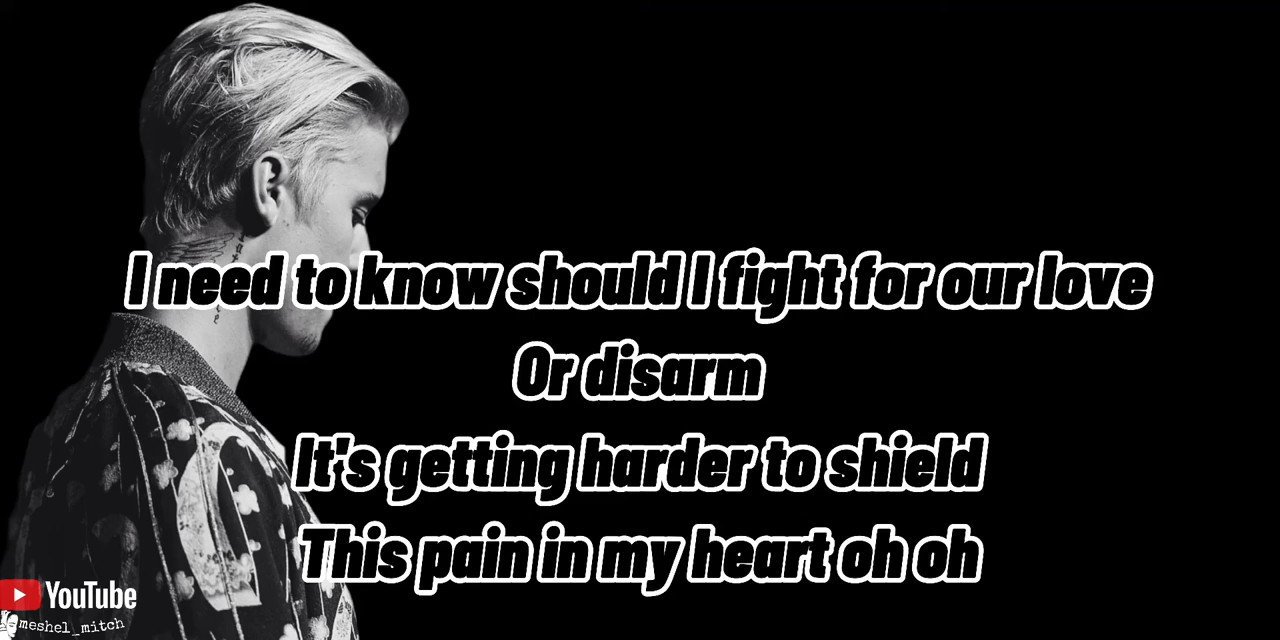 I need to know should I fight for our love
Or disarm
It's getting harder to shield
This pain in my heart oh oh
YouTube
meshel_mitch